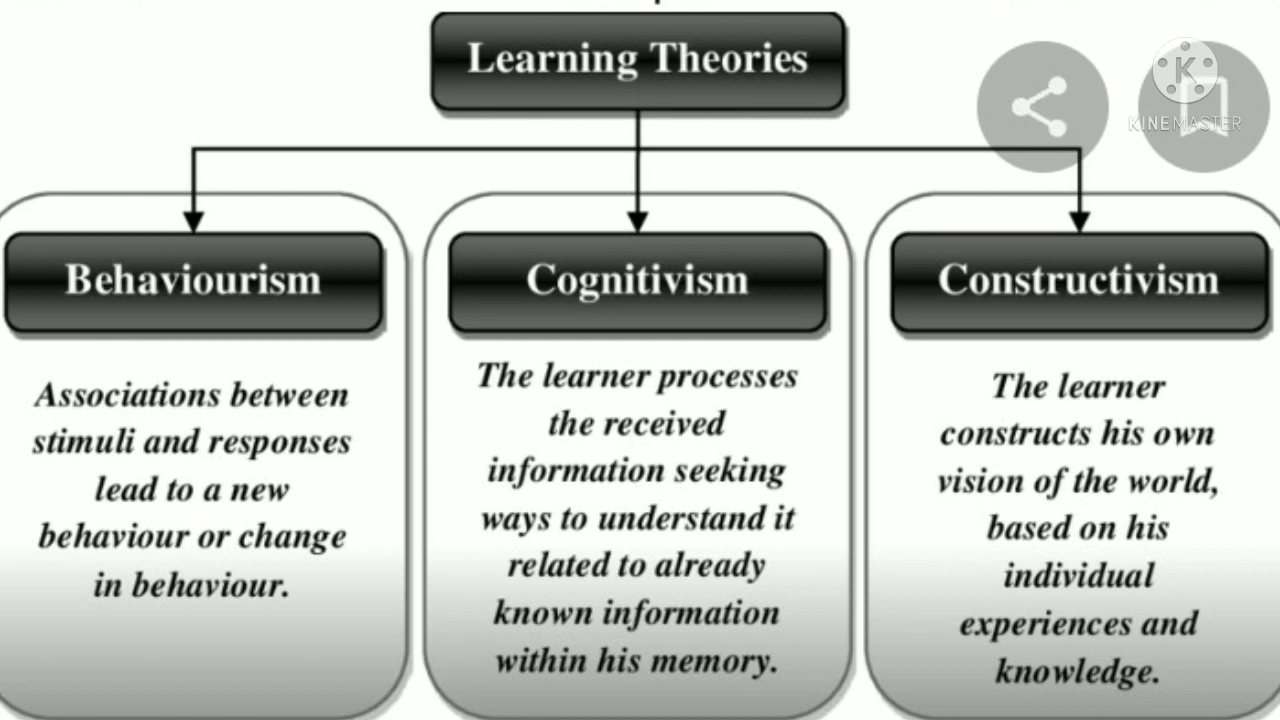 Learning Theories
KINEMASTER
Behaviourism
Associations between
stimuli and responses
lead to a new
behaviour or change
in behaviour.
Cognitivism
The learner processes
the received
information seeking
ways to understand it
related to already
known information
within his memory.
Constructivism
The learner
constructs his own
vision of the world,
based on his
individual
experiences and
knowledge.